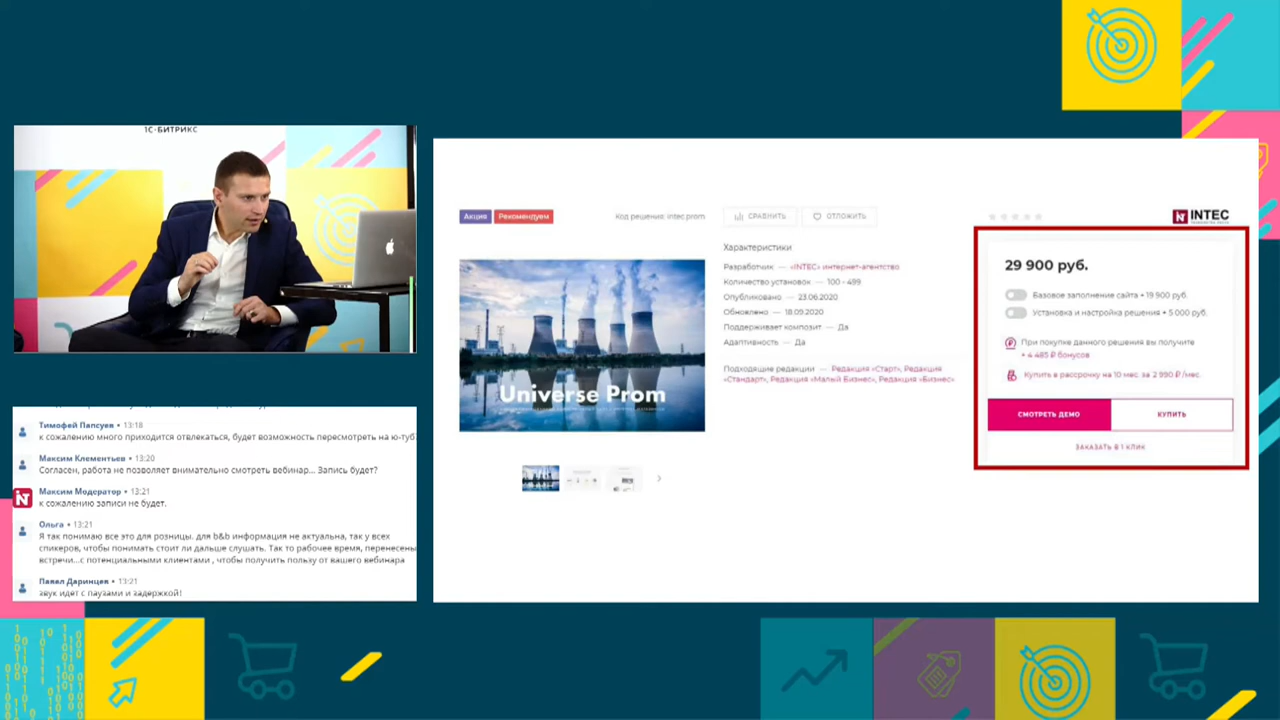 1С-БИТРИКС
Тимофей Папсуев • 13:18
к сожалению много приходится отвлекаться, будет возможность пересмотреть на ю-туб?
Максим Клементьев • 13:20
Согласен, работа не позволяет внимательно смотреть вебинар... Запись будет?
Максим Модератор • 13:21
к сожалению записи не будет.
Ольга • 13:21
Я так понимаю все это для розницы. для b&b информация не актуальна, так у всех
спикеров, чтобы понимать стоит ли дальше слушать. Так то рабочее время, перенесены
встречи...с потенциальными клиентами , чтобы получить пользу от вашего вебинара
Павел Даринцев • 13:21
звук идет с паузами и задержкой!
Акция Рекомендуем
Код решения: intec.prom
Universe Prom
СРАВНИТЬ ОТЛОЖИТЬ
Характеристики
Разработчик — «INTEC» интернет-агентство
Количество установок — 100 - 499
Опубликовано — 23.06.2020
Обновлено — 18.09.2020
Поддерживает композит — Да
Адаптивность — Да
Подходящие редакции — Редакция «Старт», Редакция
«Стандарт», Редакция «Малый Бизнес», Редакция «Бизнес»
INTEC
29 900 руб.
Базовое заполнение сайта + 19 900 руб.
Установка и настройка решения + 5 000 руб.
При покупке данного решения вы получите
+ 4 485 ₽ бонусов
Купить в рассрочку на 10 мес. за 2 990 ₽/мес.
СМОТРЕТЬ ДЕМО
КУПИТЬ
ЗАКАЗАТЬ В 1 КЛИК